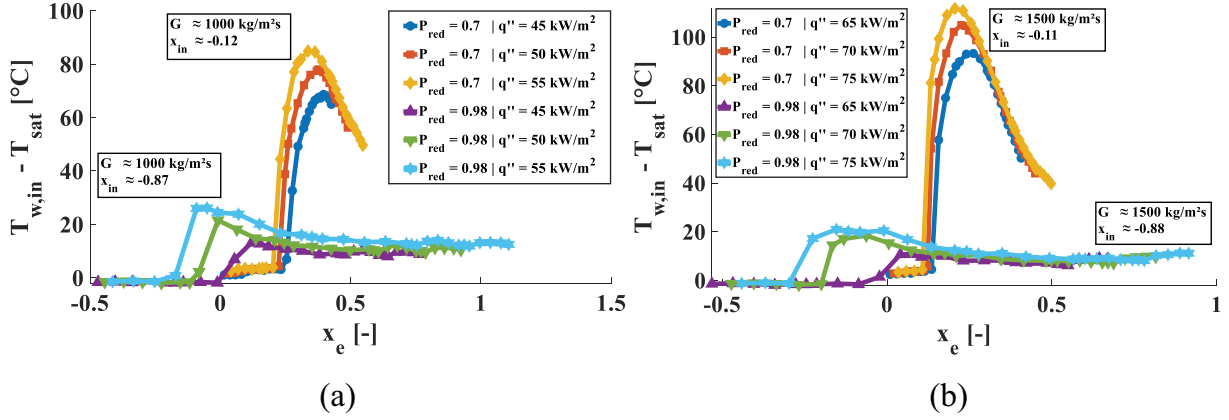 T_w,in - T_sat [°C]
100
80
60
40
20
0
-0.5
0
0.5
1
1.5
x_e [-]
G ≈ 1000 kg/m²s
x_in ≈ -0.12
G ≈ 1000 kg/m²s
x_in ≈ -0.87
P_red = 0.7 | q'' = 45 kW/m²
P_red = 0.7 | q'' = 50 kW/m²
P_red = 0.7 | q'' = 55 kW/m²
P_red = 0.98 | q'' = 45 kW/m²
P_red = 0.98 | q'' = 50 kW/m²
P_red = 0.98 | q'' = 55 kW/m²
(a)
T_w,in - T_sat [°C]
100
80
60
40
20
0
-0.5
0
0.5
1
x_e [-]
P_red = 0.7 | q'' = 65 kW/m²
P_red = 0.7 | q'' = 70 kW/m²
P_red = 0.7 | q'' = 75 kW/m²
P_red = 0.98 | q'' = 65 kW/m²
P_red = 0.98 | q'' = 70 kW/m²
P_red = 0.98 | q'' = 75 kW/m²
G ≈ 1500 kg/m²s
x_in ≈ -0.11
G ≈ 1500 kg/m²s
x_in ≈ -0.88
(b)